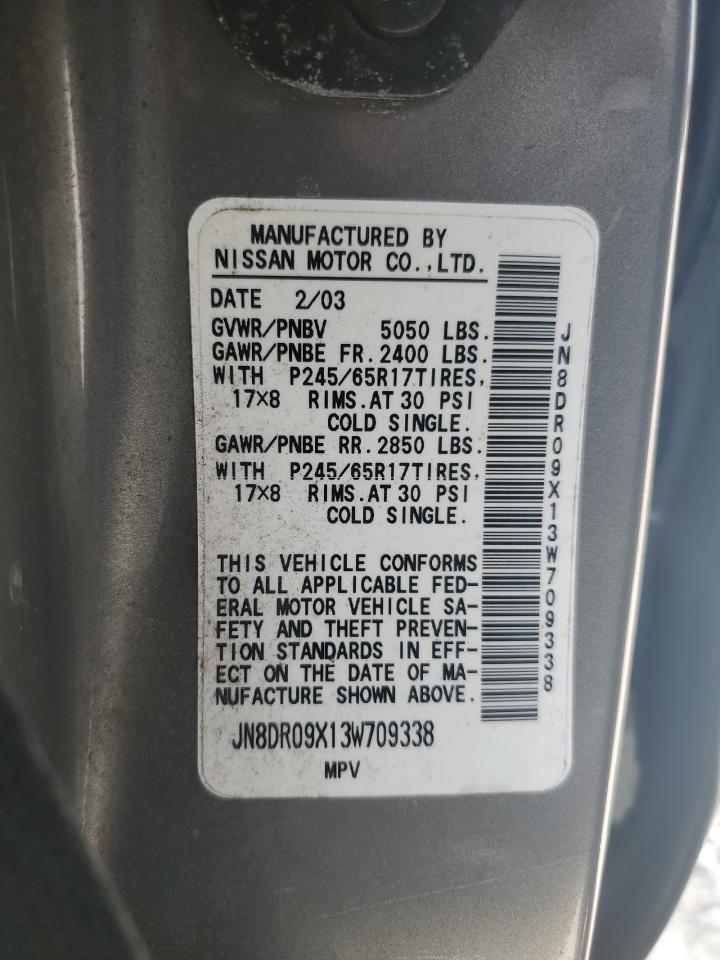 MANUFACTURED BY
NISSAN MOTOR CO.,LTD.
DATE 2/03
GVWR/PNBV 5050 LBS.
GAWR/PNBE FR.2400 LBS.
WITH P245/65R17TIRES,
17×8 RIMS.AT 30 PSI
COLD SINGLE.
GAWR/PNBE RR.2850 LBS.
WITH P245/65R17TIRES,
17×8 RIMS.AT 30 PSI
COLD SINGLE.
THIS VEHICLE CONFORMS
TO ALL APPLICABLE FED-
ERAL MOTOR VEHICLE SA-
FETY AND THEFT PREVEN-
TION STANDARDS IN EFF-
ECT ON THE DATE OF MA-
NUFACTURE SHOWN ABOVE.
JN8DR09X13W709338
MPV
JN8DR09X13W709338